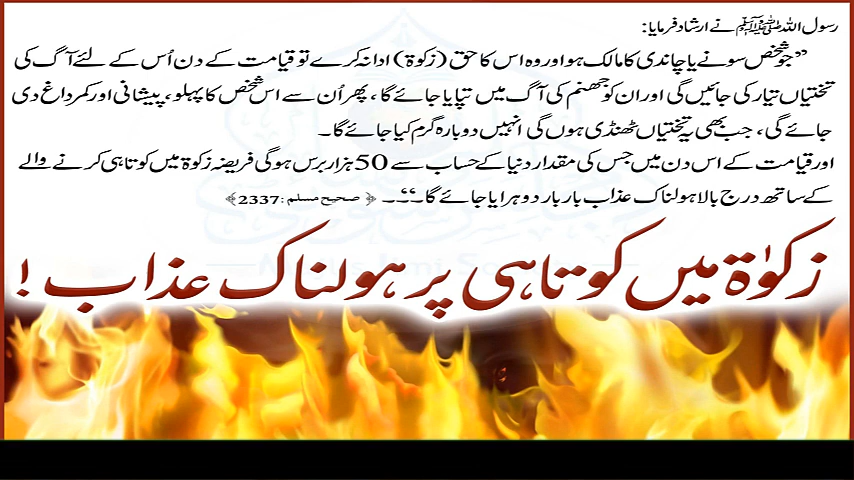 رسول اللہ ﷺ نے ارشاد فرمایا:
”جو شخص سونے یا چاندی کا مالک ہو اور وہ اس کا حق (زکوۃ) ادا نہ کرے تو قیامت کے دن اُس کے لئے آگ کی
تختیاں تیار کی جائیں گی اور ان کو جھنم کی آگ میں تپایا جائے گا، پھر اُن سے اس شخص کا پہلو، پیشانی اور کمر داغ دی
جائے گی، جب بھی یہ تختیاں ٹھنڈی ہوں گی انہیں دوبارہ گرم کیا جائے گا۔
اور قیامت کے اس دن میں جس کی مقدار دنیا کے حساب سے 50 ہزار برس ہوگی فریضہ زکوۃ میں کوتاہی کرنے والے
کے ساتھ درج بالا ہولناک عذاب بار بار دوہرایا جائے گا۔“۔ ﴿ صحیح مسلم: 2337﴾
زکوٰۃ میں کوتاہی پر ہولناک عذاب!